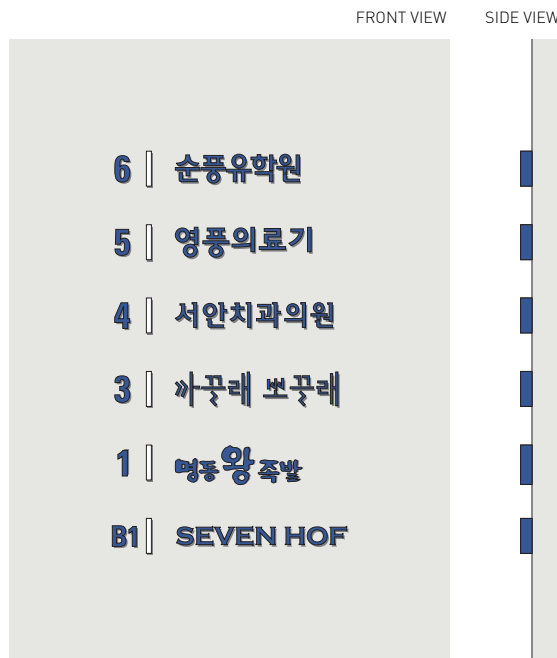 FRONT VIEW SIDE VIEW
6 순풍유학원
5 영풍의료기
4 서안치과의원
3 까꾸래 뽀꾸래
1 명동왕족발
B1 SEVEN HOF